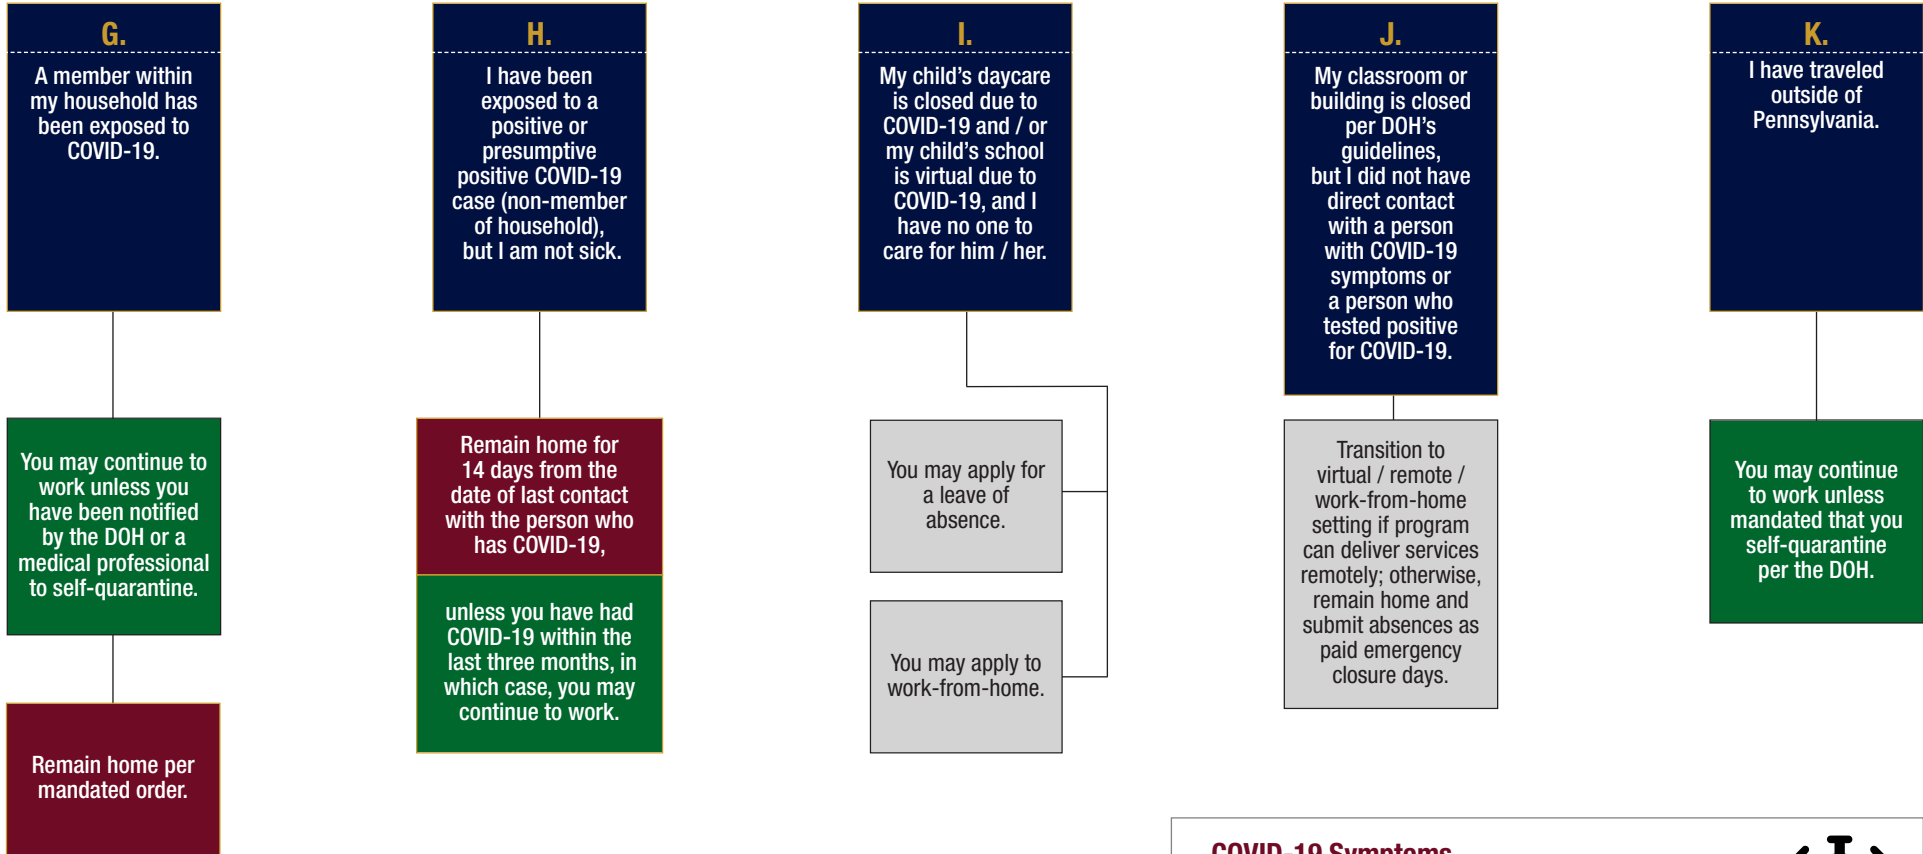 G.
A member within
my household has
been exposed to
COVID-19.
You may continue to
work unless you
have been notified
by the DOH or a
medical professional
to self-quarantine.
Remain home per
mandated order.
H.
I have been
exposed to a
positive or
presumptive
positive COVID-19
case (non-member
of household),
but I am not sick.
Remain home for
14 days from the
date of last contact
with the person who
has COVID-19,
unless you have had
COVID-19 within the
last three months, in
which case, you may
continue to work.
I.
My child’s daycare
is closed due to
COVID-19 and / or
my child’s school
is virtual due to
COVID-19, and I
have no one to
care for him / her.
You may apply for
a leave of
absence.
You may apply to
work-from-home.
J.
My classroom or
building is closed
per DOH’s
guidelines,
but I did not have
direct contact
with a person
with COVID-19
symptoms or
a person who
tested positive
for COVID-19.
Transition to
virtual / remote /
work-from-home
setting if program
can deliver services
remotely; otherwise,
remain home and
submit absences as
paid emergency
closure days.
K.
I have traveled
outside of
Pennsylvania.
You may continue
to work unless
mandated that you
self-quarantine
per the DOH.
COVID-19 Symptoms